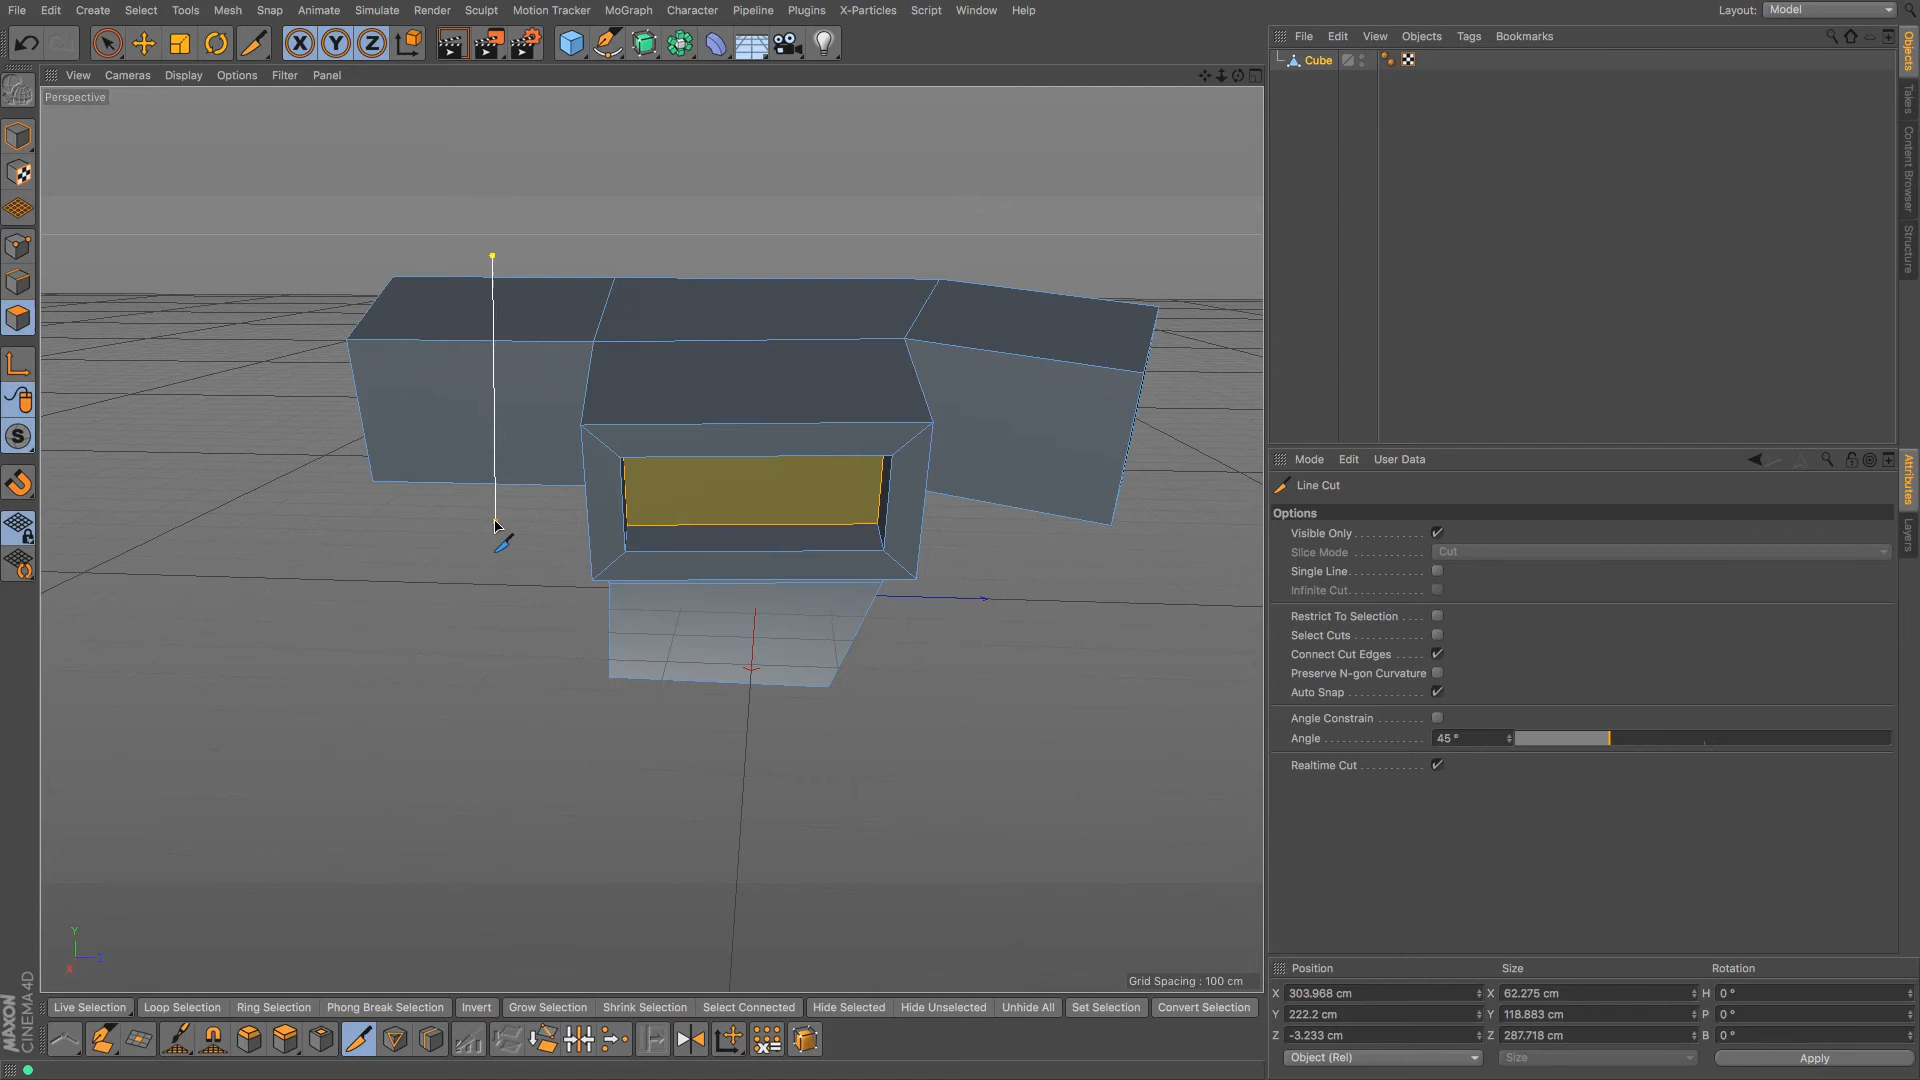 File Edit Create Select Tools Mesh Snap Animate Simulate Render Sculpt Motion Tracker MoGraph Character Pipeline Plugins X-Particles Script Window Help Layout: Model
X Y Z
File Edit View Objects Tags Bookmarks
View Cameras Display Options Filter Panel
Perspective
Cube
Objects
Takes
Content Browser
Structure
Mode Edit User Data
Line Cut
Options
Visible Only
Slice Mode Cut
Single Line
Infinite Cut
Restrict To Selection
Select Cuts
Connect Cut Edges
Preserve N-gon Curvature
Auto Snap
Angle Constrain
Angle 45 °
Realtime Cut
Attributes
Layers
S
Y
Z
X
Grid Spacing : 100 cm
Position Size Rotation
X 303.968 cm X 62.275 cm H 0 °
Y 222.2 cm Y 118.883 cm P 0 °
Z -3.233 cm Z 287.718 cm B 0 °
Object (Rel) Size Apply
Live Selection Loop Selection Ring Selection Phong Break Selection Invert Grow Selection Shrink Selection Select Connected Hide Selected Hide Unselected Unhide All Set Selection Convert Selection
MAXON
CINEMA 4D